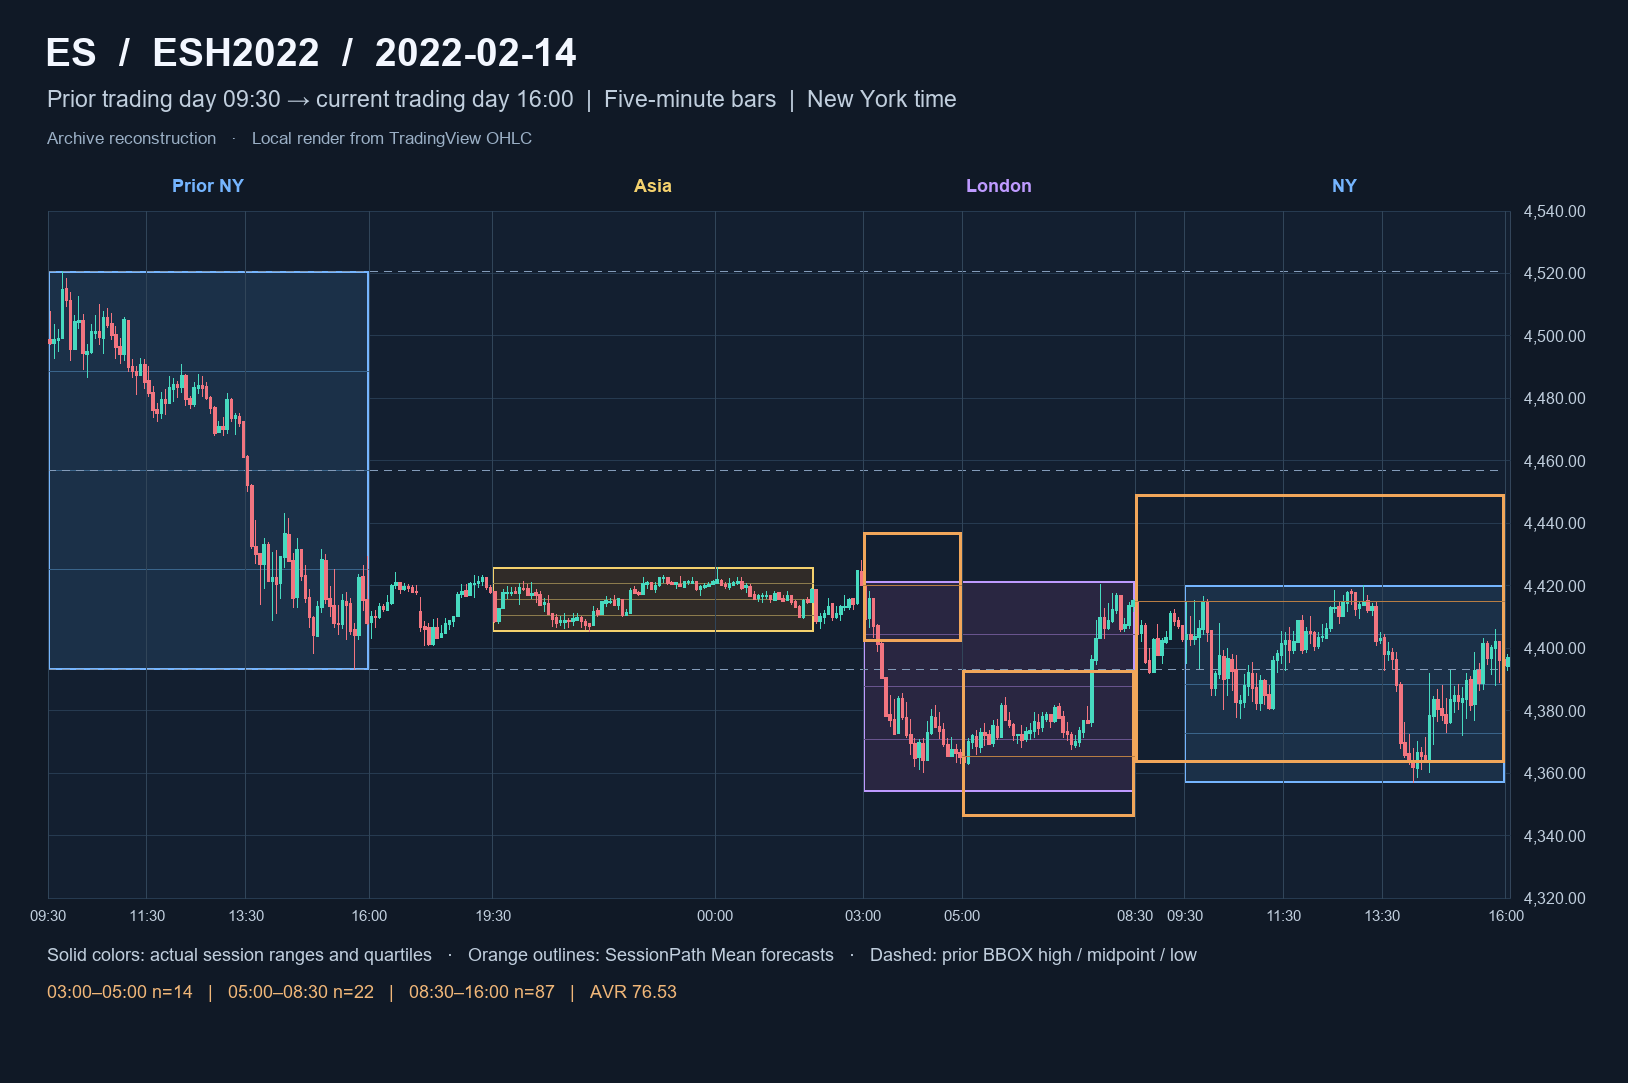 ES / ESH2022 / 2022-02-14
Prior trading day 09:30 → current trading day 16:00 | Five-minute bars | New York time
Archive reconstruction · Local render from TradingView OHLC
Prior NY Asia London NY
4,540.00
4,520.00
4,500.00
4,480.00
4,460.00
4,440.00
4,420.00
4,400.00
4,380.00
4,360.00
4,340.00
4,320.00
09:30 11:30 13:30 16:00 19:30 00:00 03:00 05:00 08:30 09:30 11:30 13:30 16:00
Solid colors: actual session ranges and quartiles · Orange outlines: SessionPath Mean forecasts · Dashed: prior BBOX high / midpoint / low
03:00–05:00 n=14 | 05:00–08:30 n=22 | 08:30–16:00 n=87 | AVR 76.53